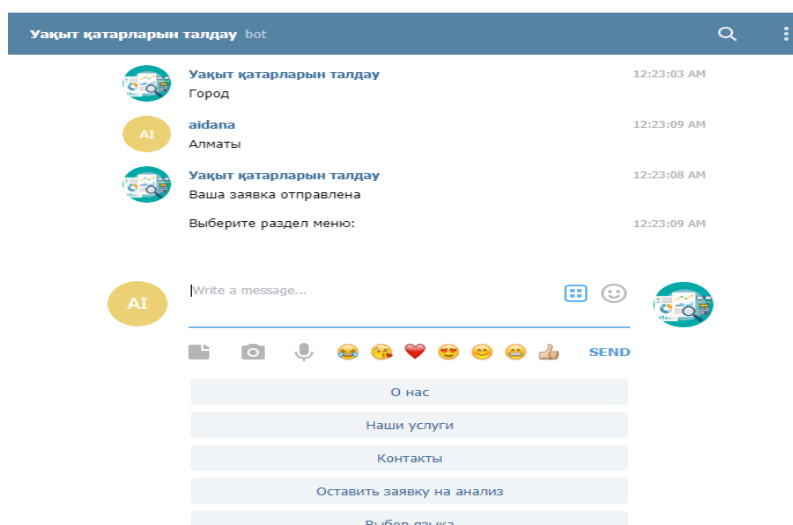 Уақыт қатарларын талдау bot
Уақыт қатарларын талдау 12:23:03 AM
Город
aidana 12:23:09 AM
AI
Алматы
Уақыт қатарларын талдау 12:23:08 AM
Ваша заявка отправлена
Выберите раздел меню: 12:23:09 AM
Write a message...
AI
SEND
О нас
Наши услуги
Контакты
Оставить заявку на анализ
Выбор языка